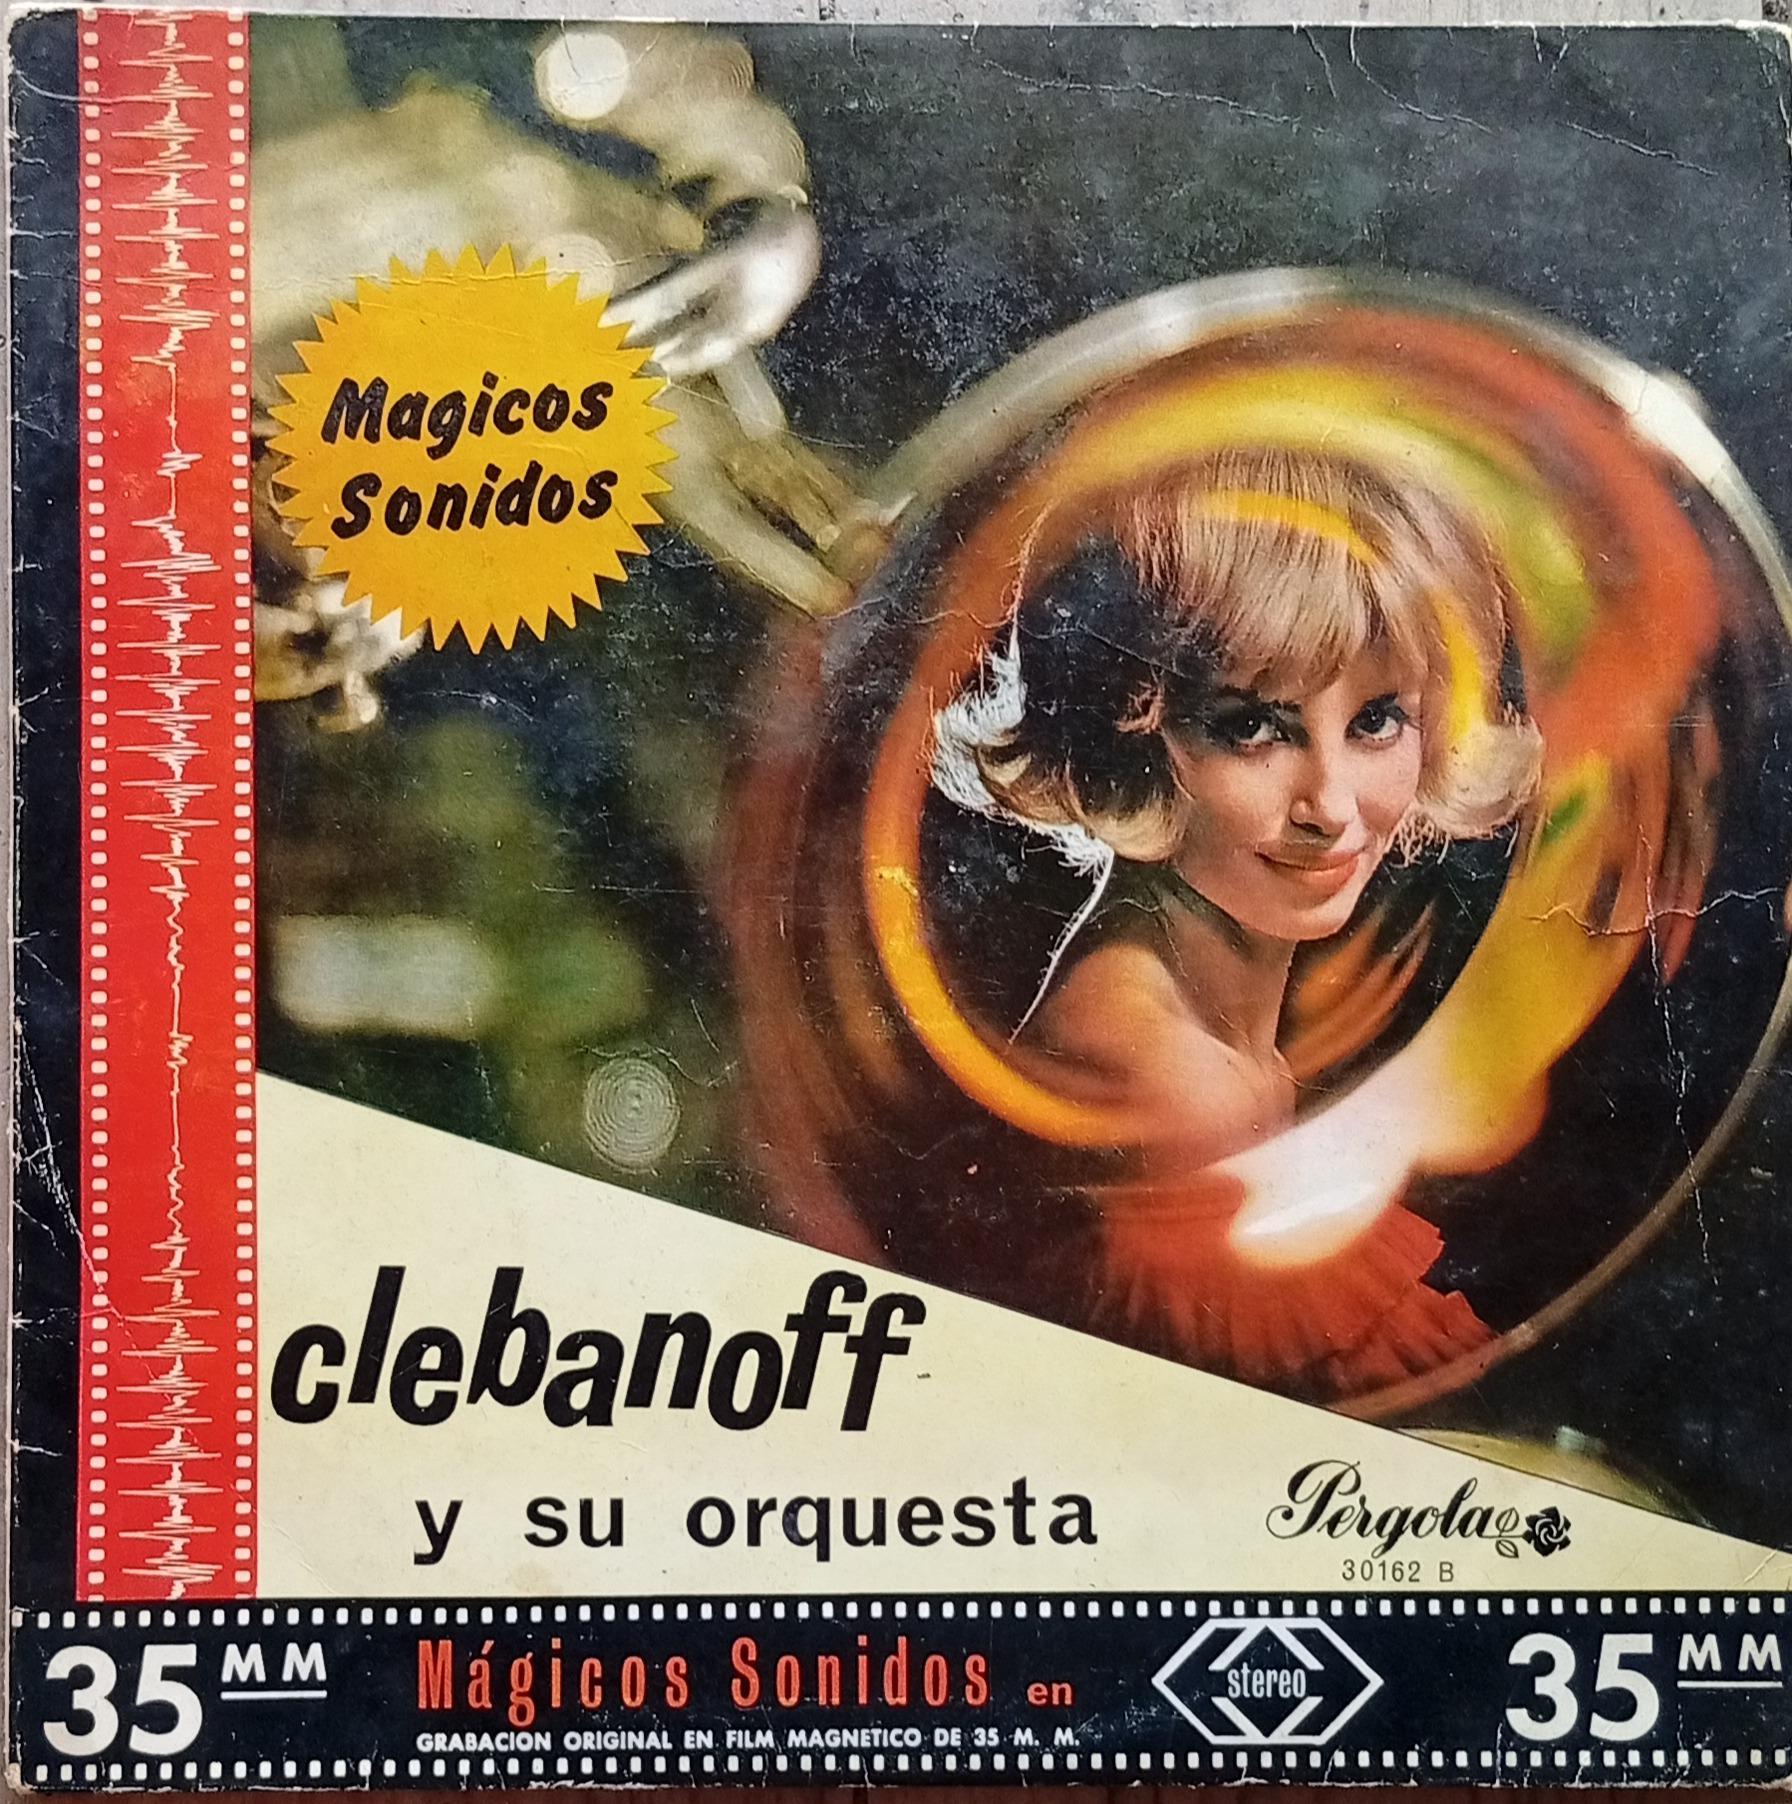 Magicos
Sonidos
clebanoff
y su orquesta
Pergola
30162 B
35 MM
Mágicos Sonidos en
GRABACION ORIGINAL EN FILM MAGNETICO DE 35 M. M.
stereo
35 MM